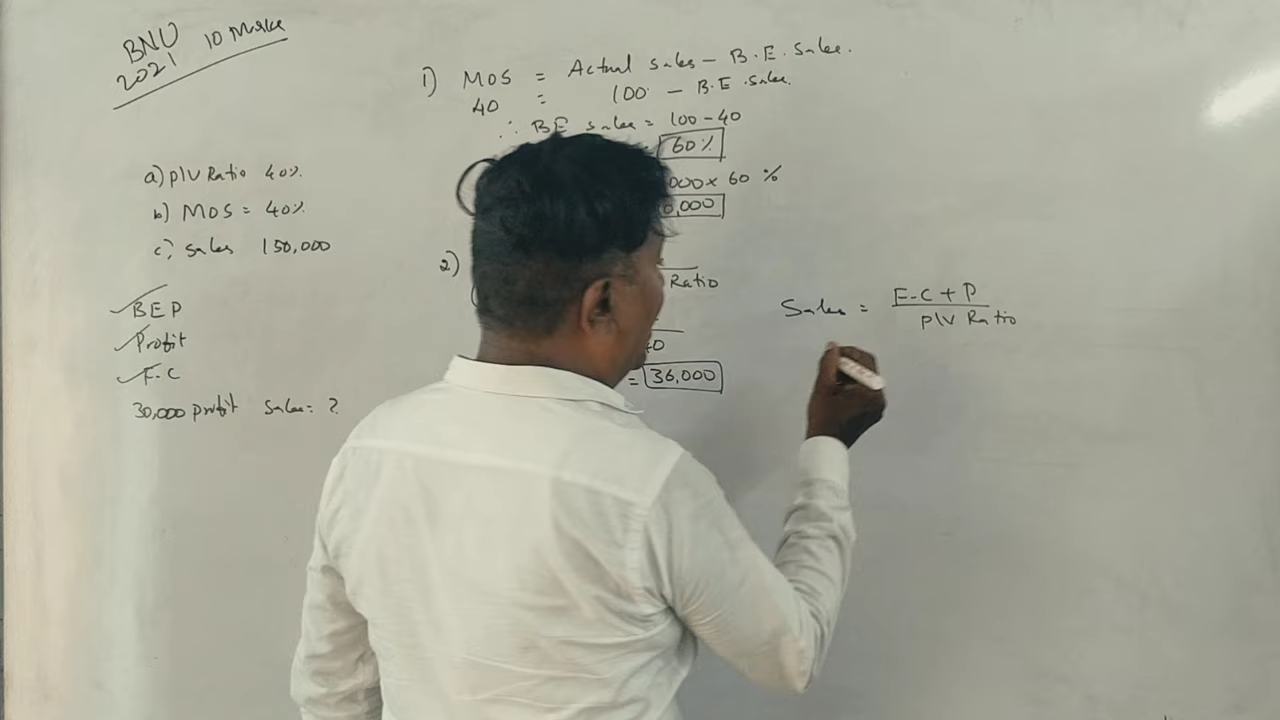 BNU
2021 10 Marks
a) P/V Ratio 40%.
b) MOS = 40%.
c) Sales 150,000
BEP
Profit
F.C
30,000 profit Sales = ?
1) MOS = Actual Sales - B.E. Sales.
40 = 100 - B.E. Sales.
∴ BE Sales = 100 - 40
60%
000 x 60 %
0,000
2)
Ratio
40
= 36,000
Sales = F.C + P
P/V Ratio